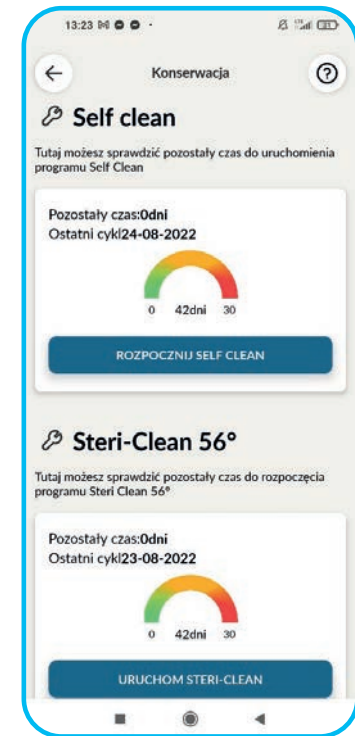 13:23
Konserwacja
Self clean
Tutaj możesz sprawdzić pozostały czas do uruchomienia
programu Self Clean
Pozostały czas:0dni
Ostatni cykl24-08-2022
0 42dni 30
ROZPOCZNIJ SELF CLEAN
Steri-Clean 56°
Tutaj możesz sprawdzić pozostały czas do rozpoczęcia
programu Steri Clean 56°
Pozostały czas:0dni
Ostatni cykl23-08-2022
0 42dni 30
URUCHOM STERI-CLEAN